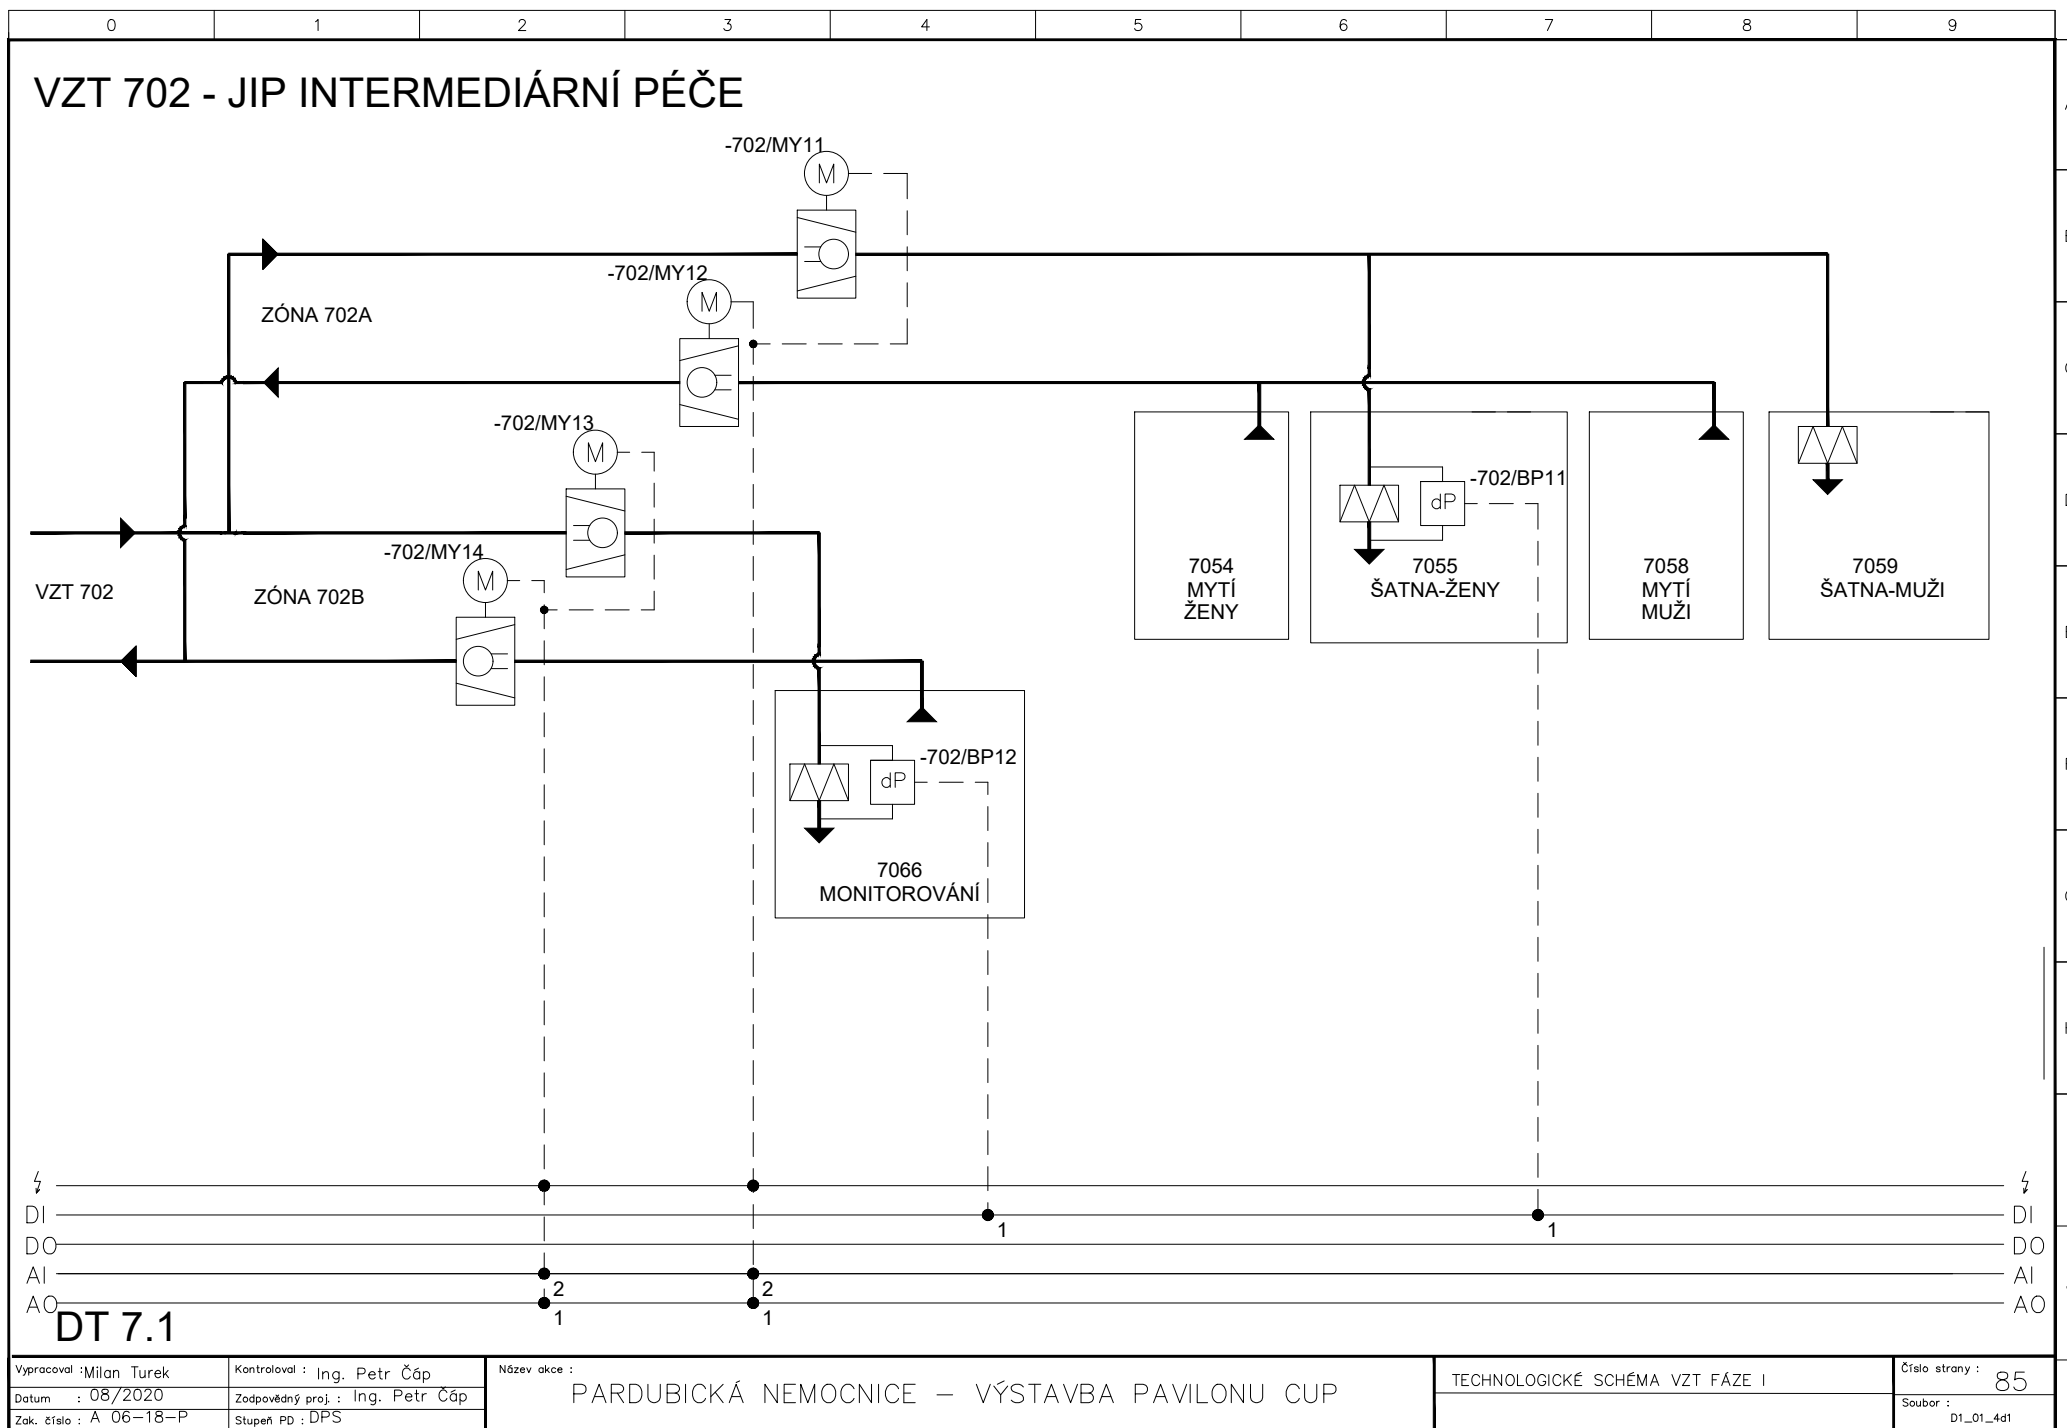 0 1 2 3 4 5 6 7 8 9
VZT 702 - JIP INTERMEDIÁRNÍ PÉČE
-702/MY11
M
-702/MY12
M
ZÓNA 702A
-702/MY13
M
-702/BP11
dP
-702/MY14
M
VZT 702
ZÓNA 702B
7054
MYTÍ
ŽENY
7055
ŠATNA-ŽENY
7058
MYTÍ
MUŽI
7059
ŠATNA-MUŽI
-702/BP12
dP
7066
MONITOROVÁNÍ
DI 1 1 DI
DO DO
AI 2 2 AI
AO 1 1 AO
DT 7.1
Vypracoval : Milan Turek
Datum : 08/2020
Zak. číslo : A 06-18-P
Kontroloval : Ing. Petr Čáp
Zodpovědný proj. : Ing. Petr Čáp
Stupeň PD : DPS
Název akce :
PARDUBICKÁ NEMOCNICE – VÝSTAVBA PAVILONU CUP
TECHNOLOGICKÉ SCHÉMA VZT FÁZE I
Číslo strany : 85
Soubor :
D1_01_4d1